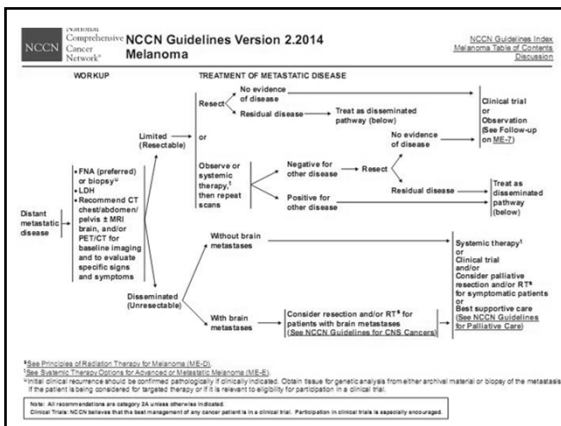 National
Comprehensive
NCCN Cancer
Network®
NCCN Guidelines Version 2.2014
Melanoma
NCCN Guidelines Index
Melanoma Table of Contents
Discussion
WORKUP
TREATMENT OF METASTATIC DISEASE
Distant
metastatic
disease
• FNA (preferred)
or biopsy
• LDH
• Recommend CT
chest/abdomen/
pelvis ± MRI
brain, and/or
PET/CT for
baseline imaging
and to evaluate
specific signs
and symptoms
Limited
(Resectable)
Resect
or
Observe or
systemic
therapy,
then repeat
scans
No evidence
of disease
Residual disease
Treat as disseminated
pathway (below)
Negative for
other disease
Resect
No evidence
of disease
Residual disease
Positive for
other disease
Clinical trial
or
Observation
(See Follow-up
on ME-7)
Treat as
disseminated
pathway
(below)
Disseminated
(Unresectable)
Without brain
metastases
With brain
metastases
Consider resection and/or RT for
patients with brain metastases
(See NCCN Guidelines for CNS Cancers)
Systemic therapy
or
Clinical trial
and/or
Consider palliative
resection and/or RT
for symptomatic patients
or
Best supportive care
(See NCCN Guidelines
for Palliative Care)
See Principles of Radiation Therapy for Melanoma (ME-D).
See Systemic Therapy Options for Advanced or Metastatic Melanoma (ME-E).
Initial clinical recurrence should be confirmed pathologically if clinically indicated. Obtain tissue for genetic analysis from either archival material or biopsy of the metastasis
if the patient is being considered for targeted therapy or if it is relevant to eligibility for participation in a clinical trial.
Note: All recommendations are category 2A unless otherwise indicated.
Clinical Trials: NCCN believes that the best management of any cancer patient is in a clinical trial. Participation in clinical trials is especially encouraged.